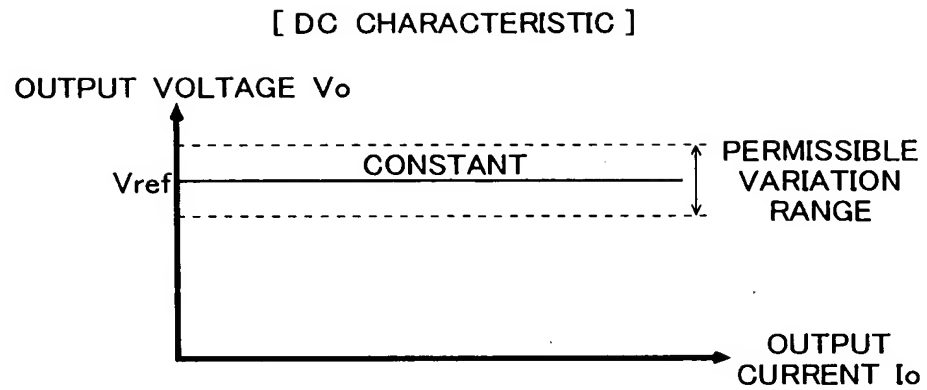 [ DC CHARACTERISTIC ]
OUTPUT VOLTAGE Vo
Vref
CONSTANT
PERMISSIBLE
VARIATION
RANGE
OUTPUT
CURRENT Io